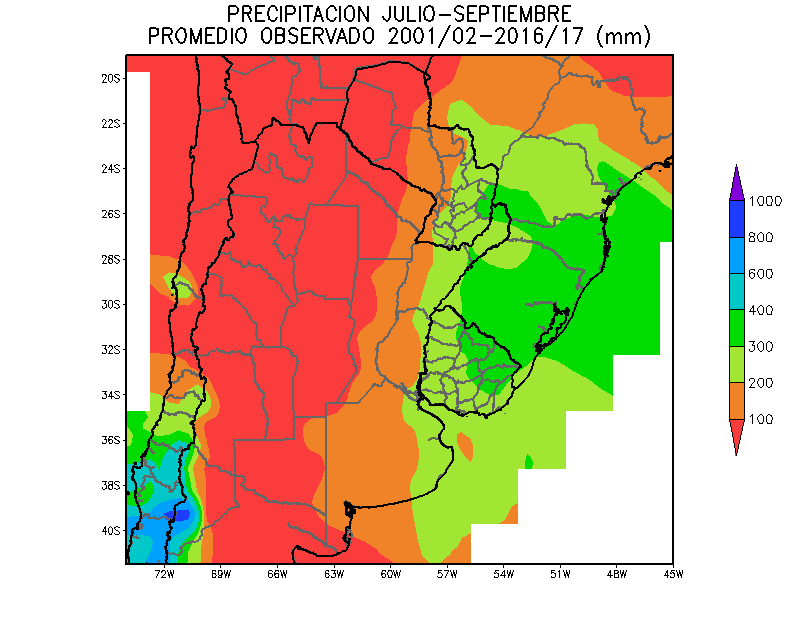 PRECIPITACION JULIO-SEPTIEMBRE
PROMEDIO OBSERVADO 2001/02-2016/17 (mm)
20S
22S
24S
26S
28S
30S
32S
34S
36S
38S
40S
72W 69W 66W 63W 60W 57W 54W 51W 48W 45W
1000
800
600
400
300
200
100